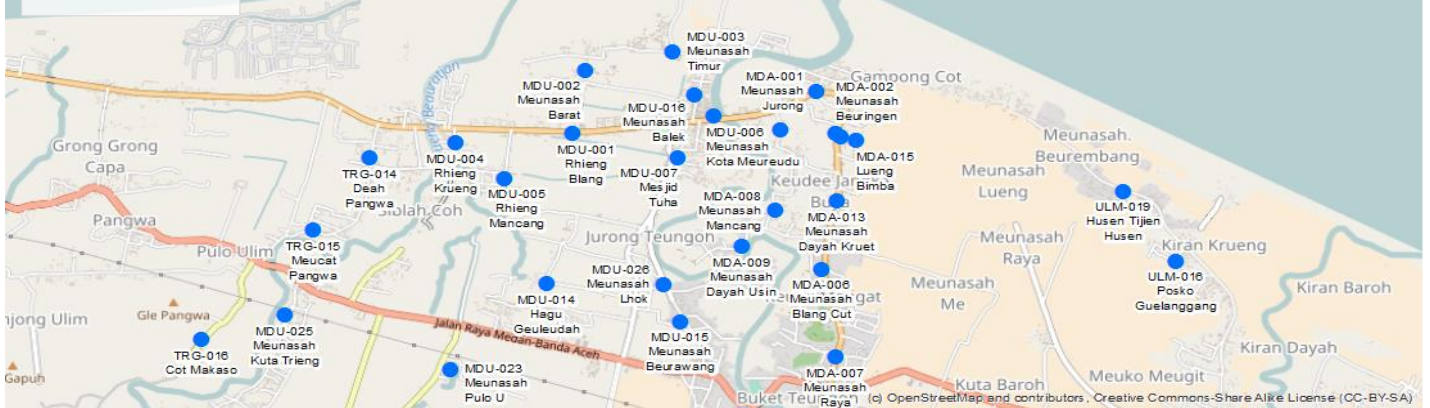 MDU-003
Meunasah
Timur
MDU-002
Meunasah
Barat
MDU-016
Meunasah
Balek
MDA-001
Meunasah
Jurong
Gampong Cot
MDA-002
Meunasah
Beuringen
MDU-006
Meunasah
Kota Meureudu
MDU-001
Rhieng
Blang
MDU-004
Rhieng
Krueng
MDU-005
Rhieng
Mancang
MDU-007
Mesjid
Tuha
MDA-015
Lueng
Bimba
Meunasah.
Beurembang
Meunasah
Lueng
Grong Grong
Capa
TRG-014
Deah
Pangwa
Siblah Coh
MDA-008
Meunasah
Mancang
MDA-013
Meunasah
Dayah Kruet
ULM-019
Husen Tijien
Husen
Pangwa
Pulo Ulim
TRG-015
Meucat
Pangwa
Jurong Teungon
MDA-009
Meunasah
Dayah Usin
MDA-006
Meunasah
Blang Cut
Meunasah
Raya
Kiran Krueng
ULM-016
Posko
Guelanggang
Kiran Baroh
Meunasah
Me
MDU-026
Meunasah
Lhok
MDU-014
Hagu
Geuleudah
Gle Pangwa
MDU-025
Meunasah
Kuta Trieng
TRG-016
Cot Makaso
Jalan Raya Medan-Banda Aceh
MDU-015
Meunasah
Beurawang
MDU-023
Meunasah
Pulo U
MDA-007
Meunasah
Raya
Kiran Dayah
Meuko Meugit
Kuta Baroh
(c) OpenStreetMap and contributors, Creative Commons-Share Alike License (CC-BY-SA)